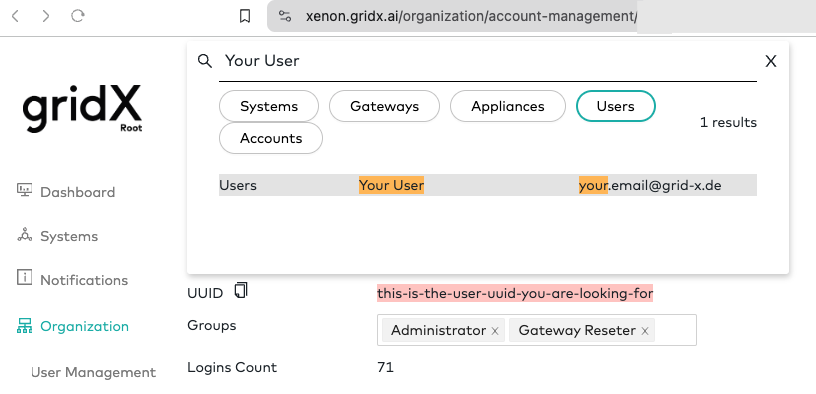 xenon.gridx.ai/organization/account-management/
Your User X
gridX
Root
Systems Gateways Appliances Users
Accounts
1 results
Users Your User your.email@grid-x.de
Dashboard
Systems
Notifications
Organization
User Management
UUID this-is-the-user-uuid-you-are-looking-for
Groups Administrator x Gateway Reseter x
Logins Count 71